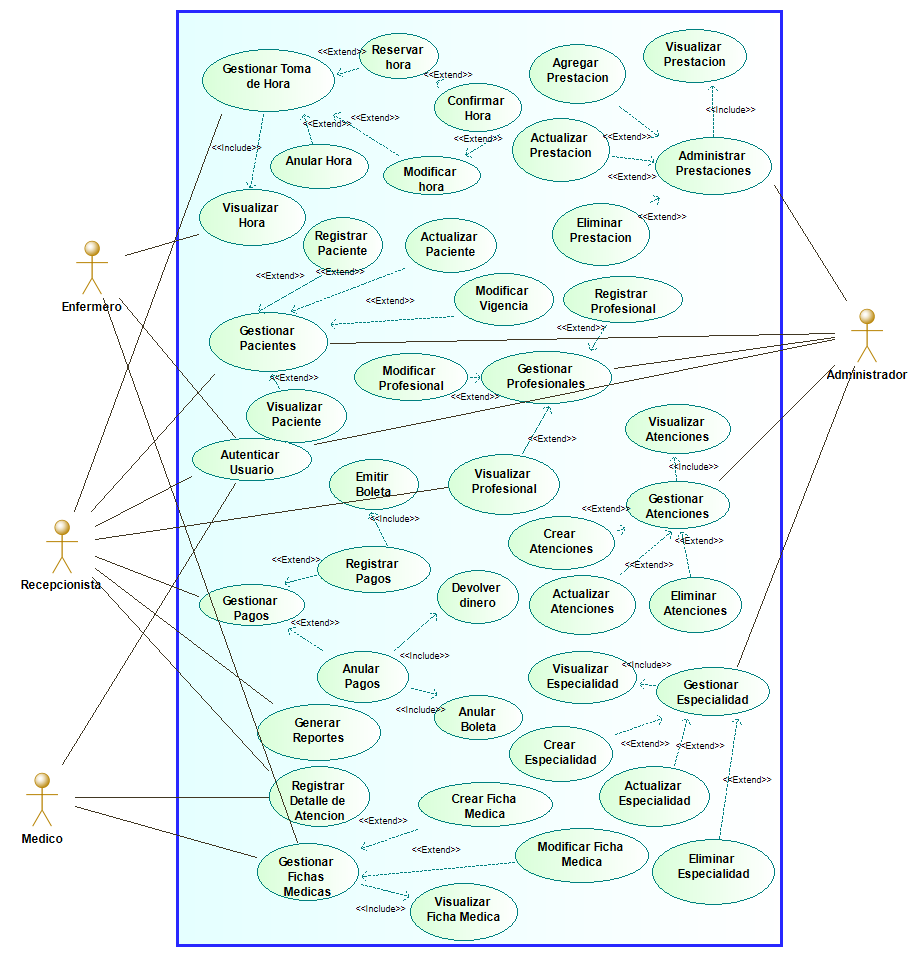 Gestionar Toma
de Hora
<<Extend>>
Reservar
hora
<<Extend>>
Confirmar
Hora
Agregar
Prestacion
Visualizar
Prestacion
<<Include>>
<<Include>>
<<Extend>>
<<Extend>>
Anular Hora
<<Extend>>
Modificar
hora
Actualizar
Prestacion
<<Extend>>
<<Extend>>
Administrar
Prestaciones
Visualizar
Hora
Eliminar
Prestacion
<<Extend>>
Registrar
Paciente
Actualizar
Paciente
Enfermero
<<Extend>>
<<Extend>>
Modificar
Vigencia
<<Extend>>
Registrar
Profesional
<<Extend>>
Gestionar
Pacientes
Administrador
<<Extend>>
Modificar
Profesional
<<Extend>>
Gestionar
Profesionales
Visualizar
Paciente
Visualizar
Atenciones
<<Extend>>
<<Include>>
Autenticar
Usuario
Emitir
Boleta
Visualizar
Profesional
Gestionar
Atenciones
<<Include>>
<<Extend>>
Crear
Atenciones
<<Extend>>
Recepcionista
<<Extend>>
Registrar
Pagos
<<Extend>>
Gestionar
Pagos
Devolver
dinero
Actualizar
Atenciones
Eliminar
Atenciones
<<Extend>>
<<Include>>
Anular
Pagos
Visualizar
Especialidad
<<Include>>
Gestionar
Especialidad
<<Include>>
Anular
Boleta
Generar
Reportes
Crear
Especialidad
<<Extend>>
<<Extend>>
<<Extend>>
Medico
Registrar
Detalle de
Atencion
Crear Ficha
Medica
Actualizar
Especialidad
<<Extend>>
<<Extend>>
Modificar Ficha
Medica
Gestionar
Fichas
Medicas
Eliminar
Especialidad
<<Include>>
Visualizar
Ficha Medica